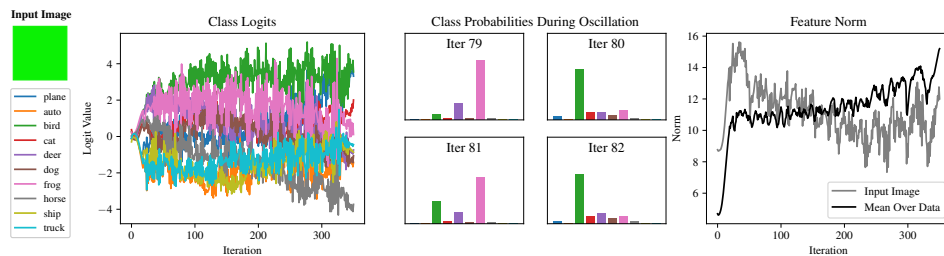 Input Image
plane
auto
bird
cat
deer
dog
frog
horse
ship
truck
Class Logits
Logit Value
4
2
0
−2
−4
0
100
200
300
Iteration
Class Probabilities During Oscillation
Iter 79
Iter 80
Iter 81
Iter 82
Feature Norm
Norm
16
14
12
10
8
6
0
100
200
300
Iteration
Input Image
Mean Over Data